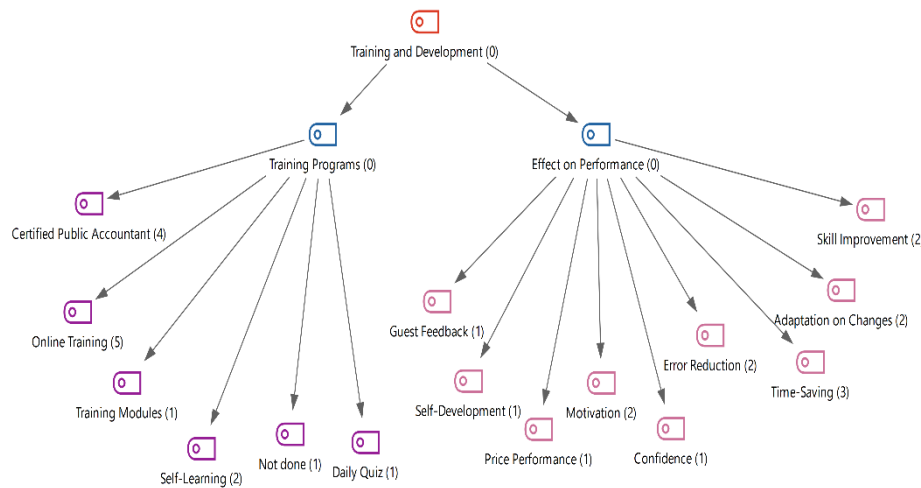 Training and Development (0)
Training Programs (0)
Effect on Performance (0)
Certified Public Accountant (4)
Skill Improvement (2
Online Training (5)
Guest Feedback (1)
Adaptation on Changes (2)
Error Reduction (2)
Training Modules (1)
Self-Development (1)
Motivation (2)
Time-Saving (3)
Self-Learning (2)
Not done (1)
Daily Quiz (1)
Price Performance (1)
Confidence (1)